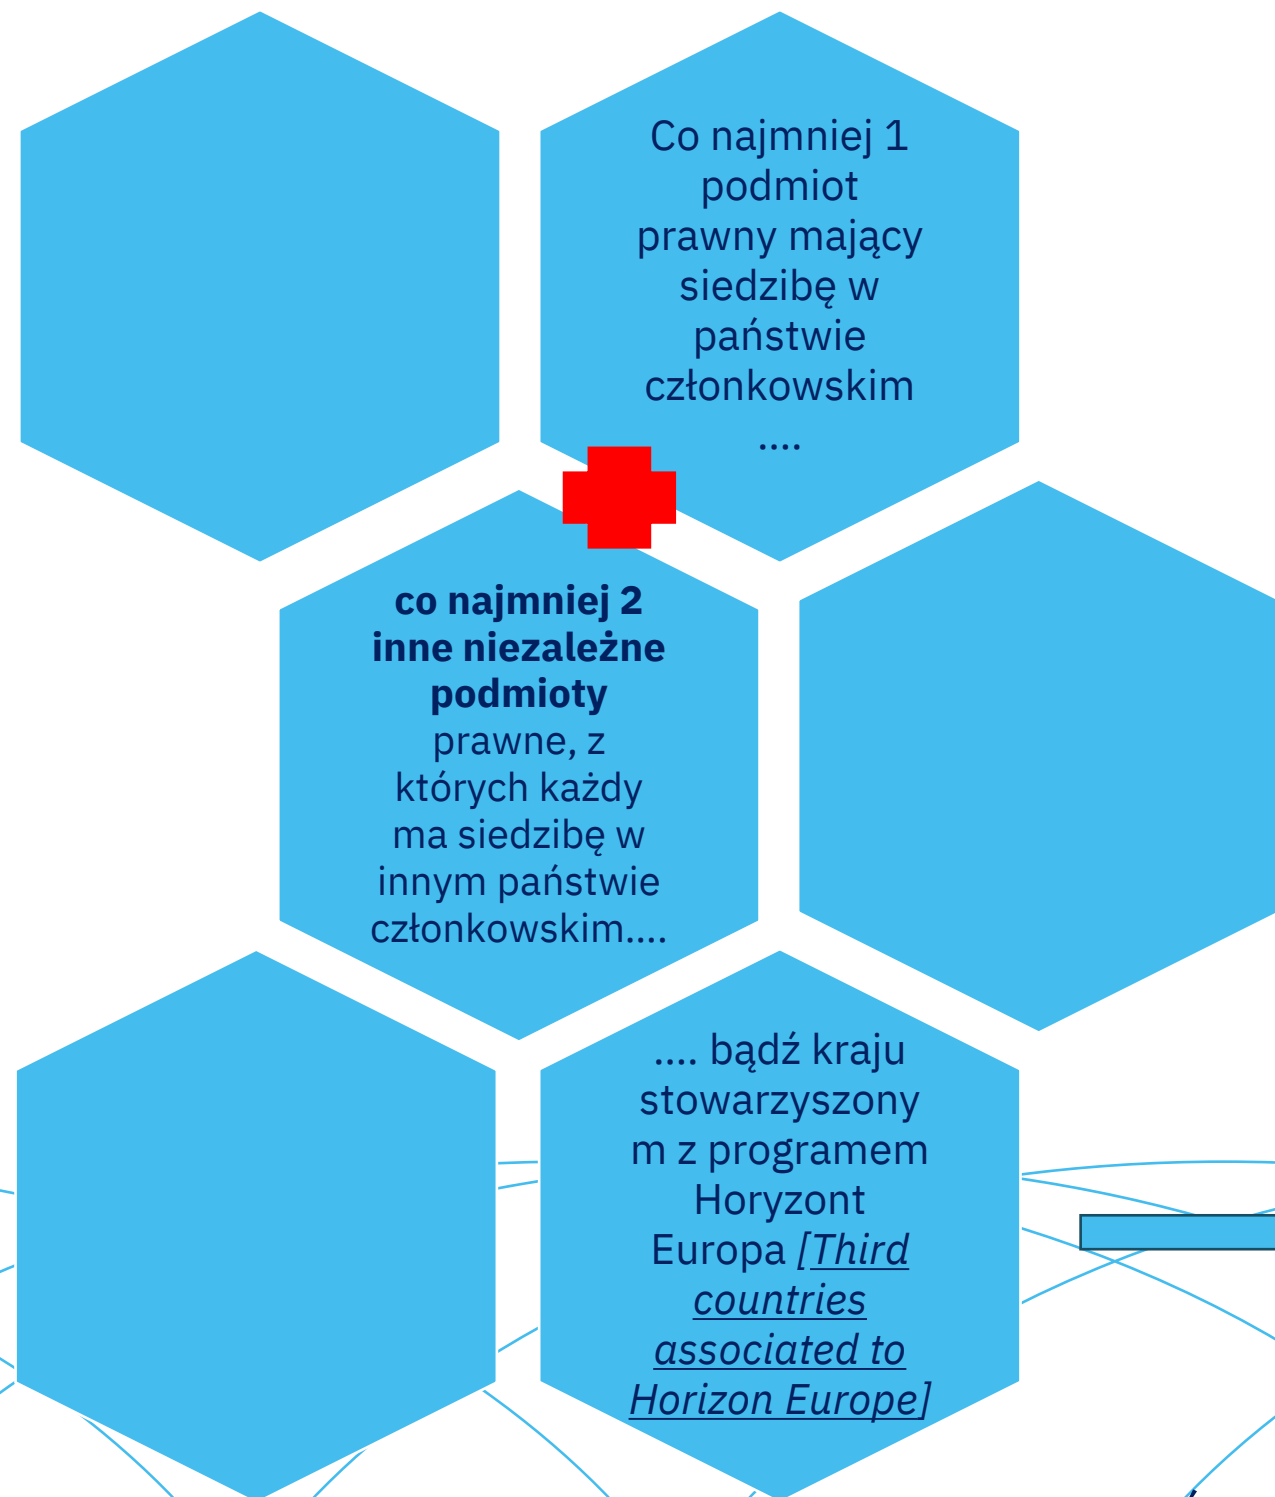 Co najmniej 1
podmiot
prawny mający
siedzibę w
państwie
członkowskim
....
co najmniej 2
inne niezależne
podmioty
prawne, z
których każdy
ma siedzibę w
innym państwie
członkowskim....
.... bądź kraju
stowarzyszony
m z programem
Horyzont
Europa [Third
countries
associated to
Horizon Europe]